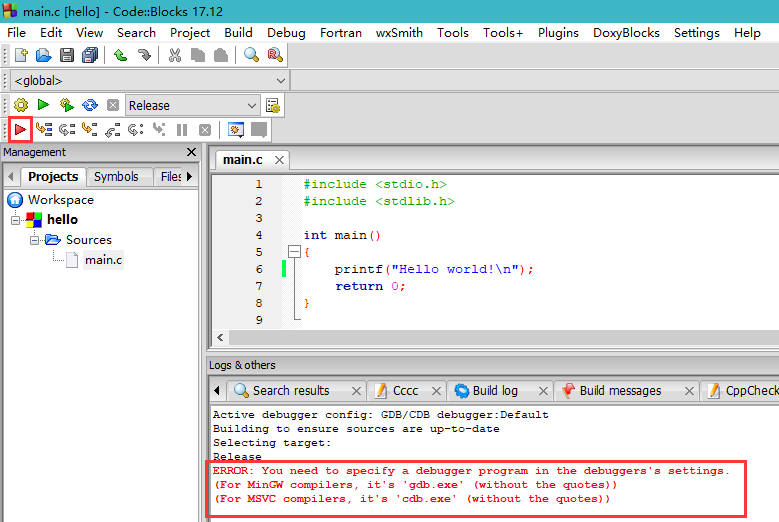 main.c [hello] - Code::Blocks 17.12
File Edit View Search Project Build Debug Fortran wxSmith Tools Tools+ Plugins DoxyBlocks Settings Help
<global>
Release
Management
Projects Symbols Files
Workspace
hello
Sources
main.c
main.c
1 #include <stdio.h>
2 #include <stdlib.h>
3
4 int main()
5 {
6 printf("Hello world!\n");
7 return 0;
8 }
9
Logs & others
Search results Cccc Build log Build messages CppCheck
Active debugger config: GDB/CDB debugger:Default
Building to ensure sources are up-to-date
Selecting target:
Release
ERROR: You need to specify a debugger program in the debuggers's settings.
(For MinGW compilers, it's 'gdb.exe' (without the quotes))
(For MSVC compilers, it's 'cdb.exe' (without the quotes))